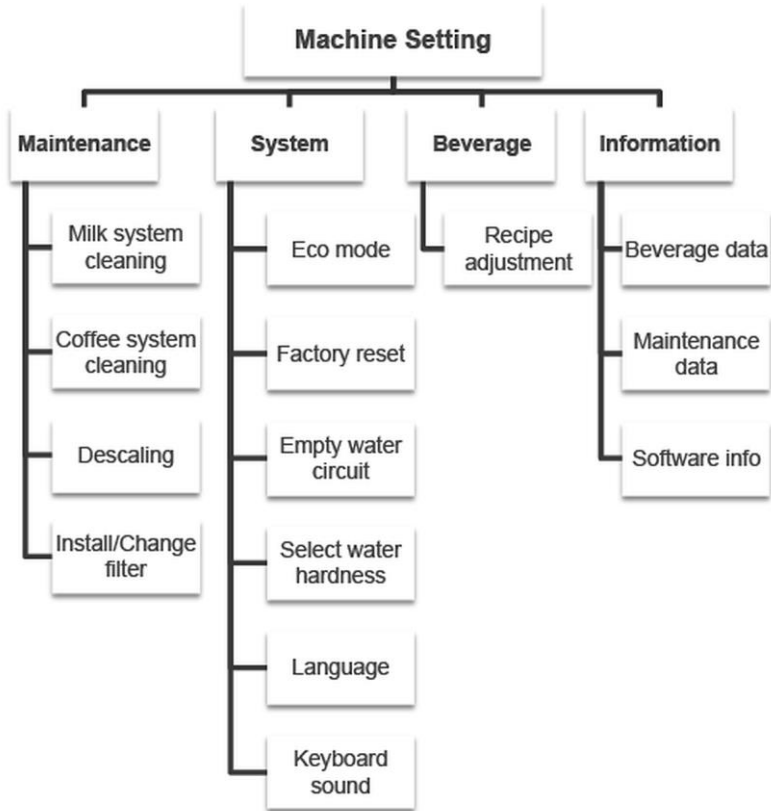 Machine Setting
Maintenance
Milk system
cleaning
Coffee system
cleaning
Descaling
Install/Change
filter
System
Eco mode
Factory reset
Empty water
circuit
Select water
hardness
Language
Keyboard
sound
Beverage
Recipe
adjustment
Information
Beverage data
Maintenance
data
Software info